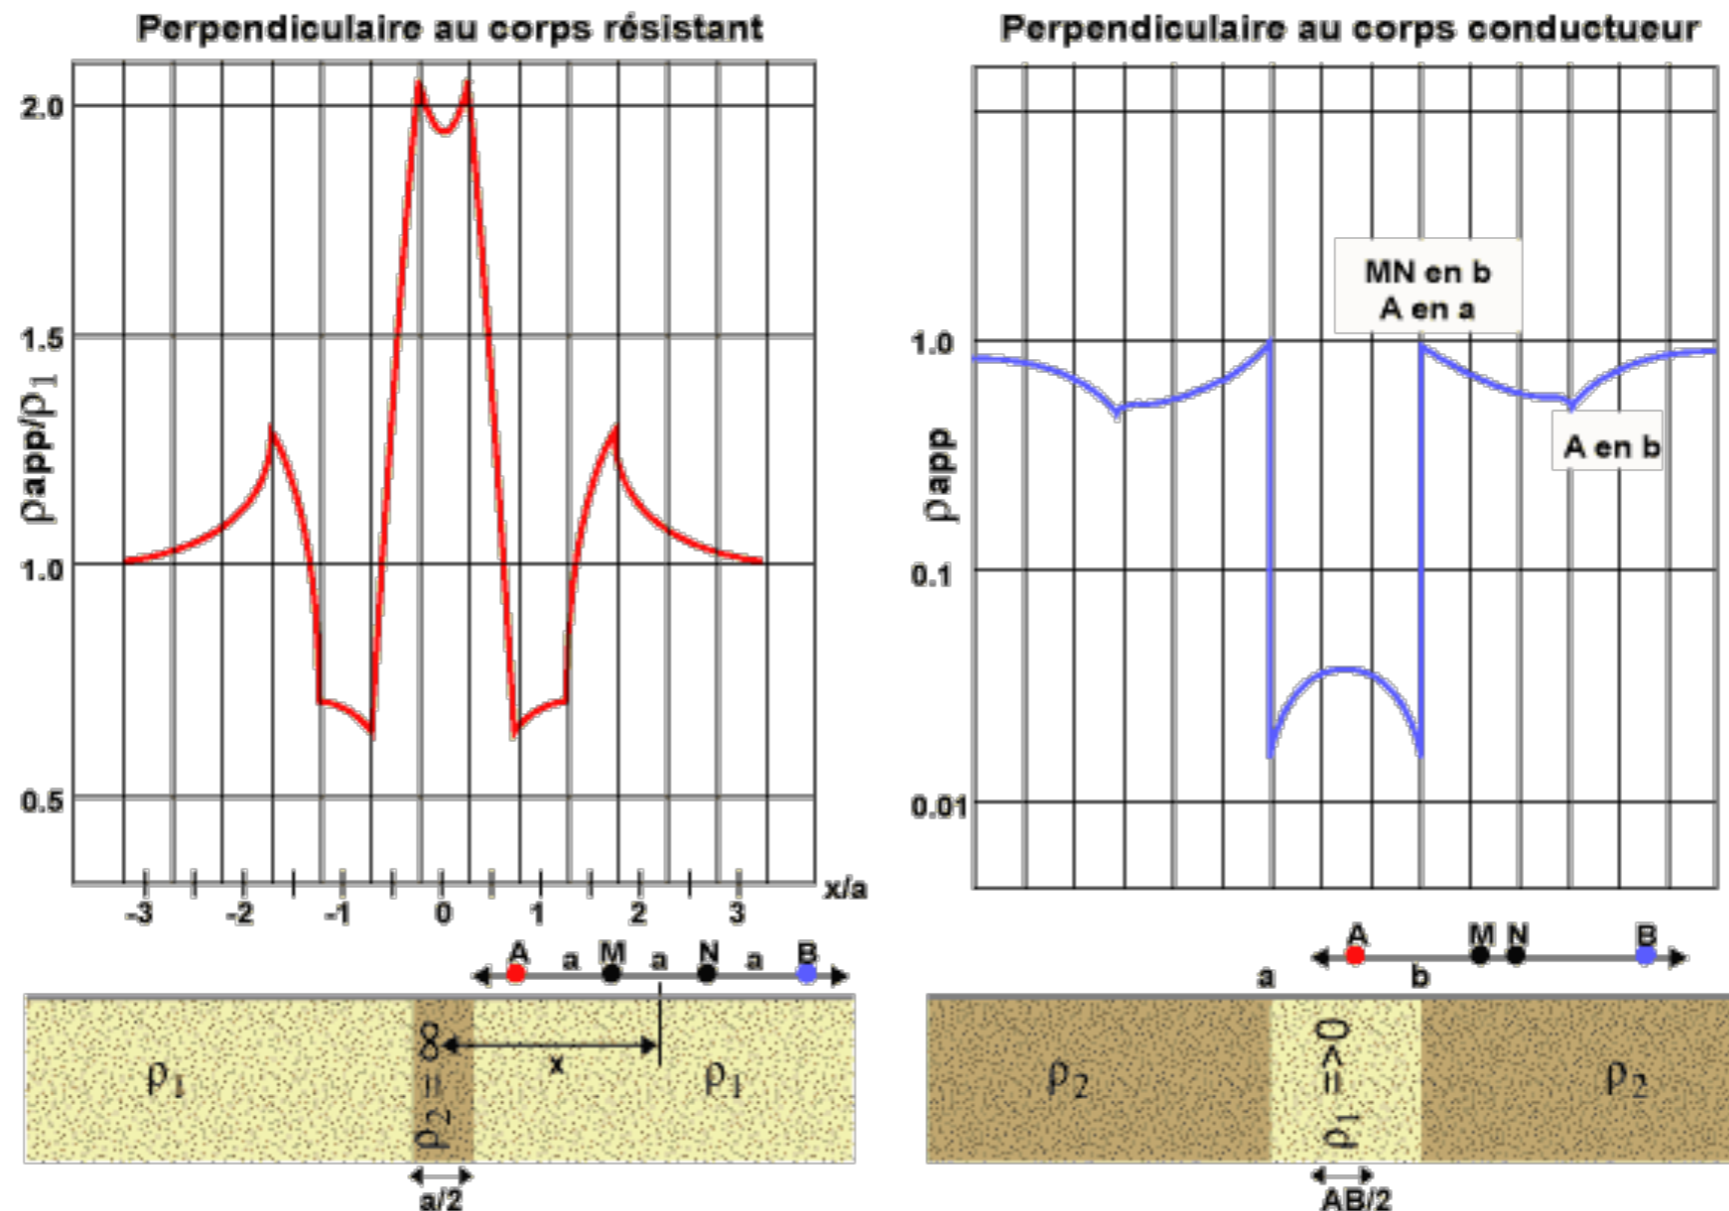 Perpendiculaire au corps résistant
2.0
1.5
1.0
0.5
ρapp/ρ1
-3 -2 -1 0 1 2 3
x/a
A a M a N a B
ρ1
ρ2 = ∞
x
ρ1
a/2
Perpendiculaire au corps conductueur
MN en b
A en a
1.0
A en b
0.1
0.01
ρapp
A M N B
a b
ρ2
ρ1 =>0
ρ2
AB/2